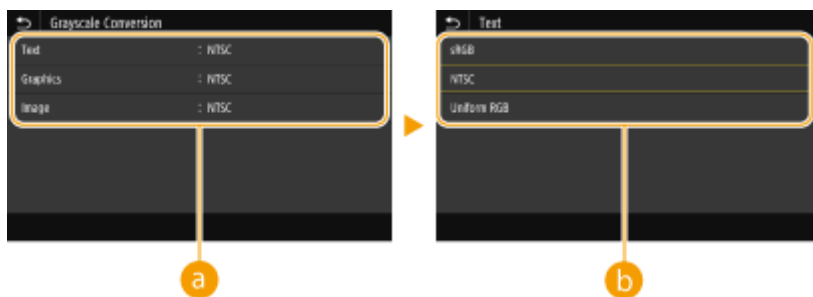 Grayscale Conversion
Text : NTSC
Graphics : NTSC
Image : NTSC
a
Text
sRGB
NTSC
Uniform RGB
b